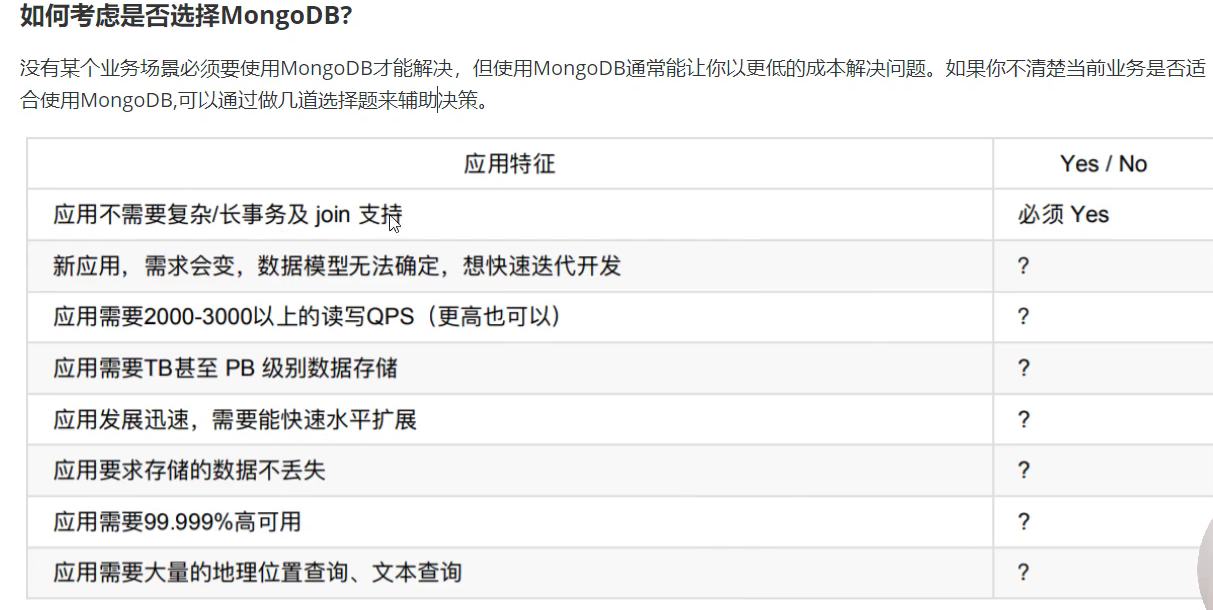 如何考虑是否选择MongoDB?
没有某个业务场景必须要使用MongoDB才能解决，但使用MongoDB通常能让你以更低的成本解决问题。如果你不清楚当前业务是否适
合使用MongoDB,可以通过做几道选择题来辅助决策。
应用特征 Yes / No
应用不需要复杂/长事务及 join 支持 必须 Yes
新应用，需求会变，数据模型无法确定，想快速迭代开发 ?
应用需要2000-3000以上的读写QPS（更高也可以） ?
应用需要TB甚至 PB 级别数据存储 ?
应用发展迅速，需要能快速水平扩展 ?
应用要求存储的数据不丢失 ?
应用需要99.999%高可用 ?
应用需要大量的地理位置查询、文本查询 ?